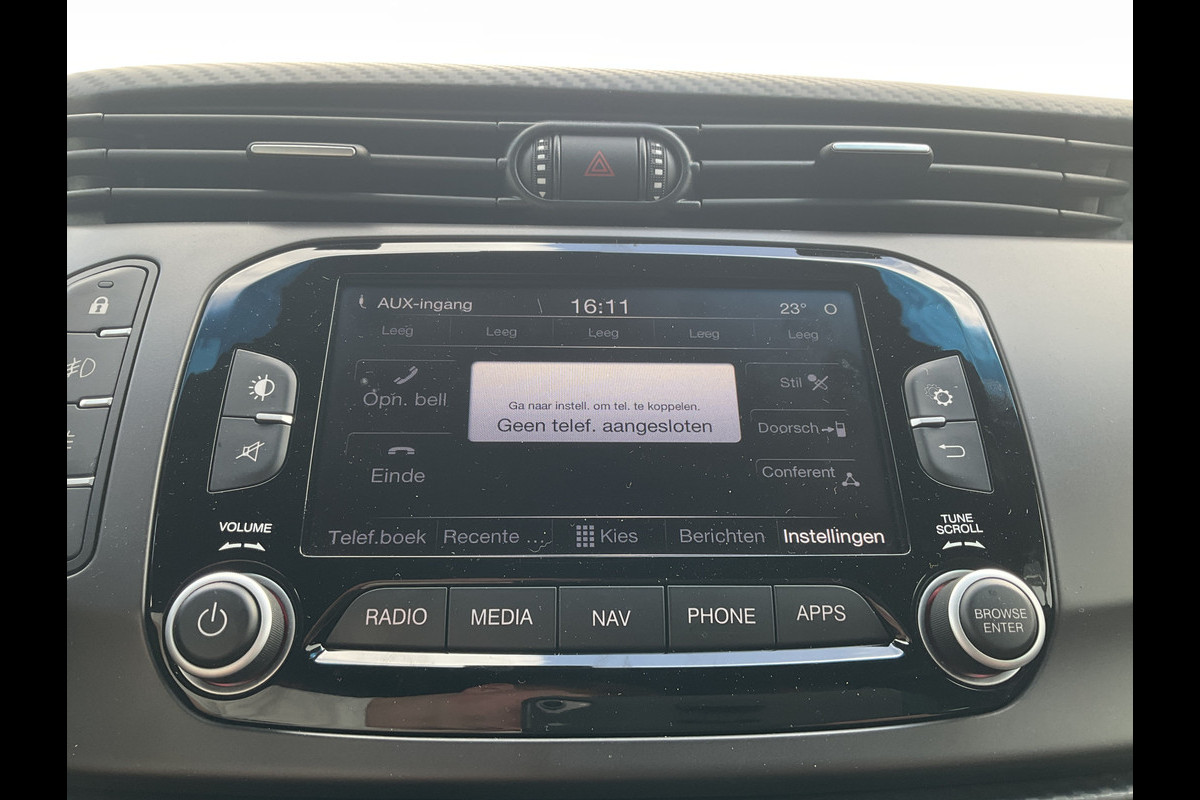 AUX-ingang 16:11 23°
Leeg Leeg Leeg Leeg Leeg
Opn. bell
Einde
Ga naar instell. om tel. te koppelen.
Geen telef. aangesloten
Stil
Doorsch
Conferent
Telef.boek Recente ... Kies Berichten Instellingen
VOLUME
TUNE
SCROLL
RADIO MEDIA NAV PHONE APPS
BROWSE
ENTER